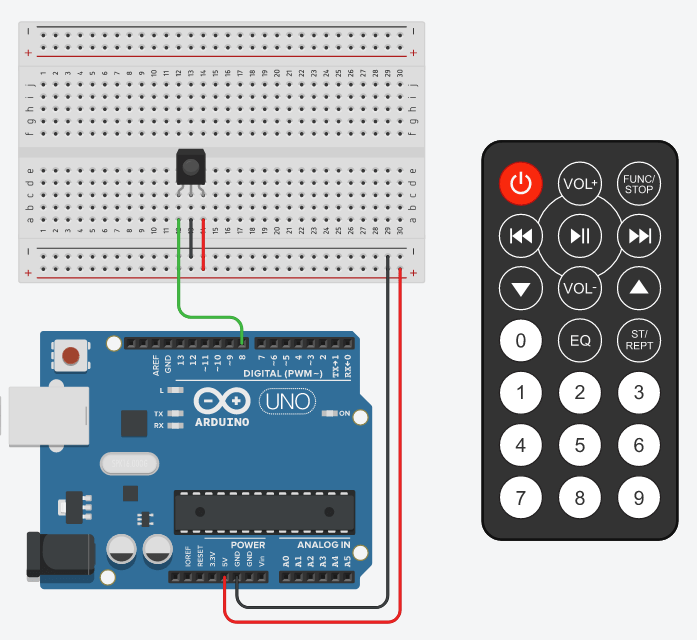 − −
+ +
1 2 3 4 5 6 7 8 9 10 11 12 13 14 15 16 17 18 19 20 21 22 23 24 25 26 27 28 29 30
j j
i i
h h
g g
f f
e e
d d
c c
b b
a a
1 2 3 4 5 6 7 8 9 10 11 12 13 14 15 16 17 18 19 20 21 22 23 24 25 26 27 28 29 30
− −
+ +
AREF GND 13 12 ~11 ~10 ~9 8 7 ~6 ~5 4 ~3 2 TX→1 RX←0
DIGITAL (PWM~)
L
TX
RX
UNO
ON
ARDUINO
POWER ANALOG IN
IOREF RESET 3.3V 5V GND GND Vin A0 A1 A2 A3 A4 A5
VOL+ FUNC/
STOP
VOL-
0 EQ ST/
REPT
1 2 3
4 5 6
7 8 9